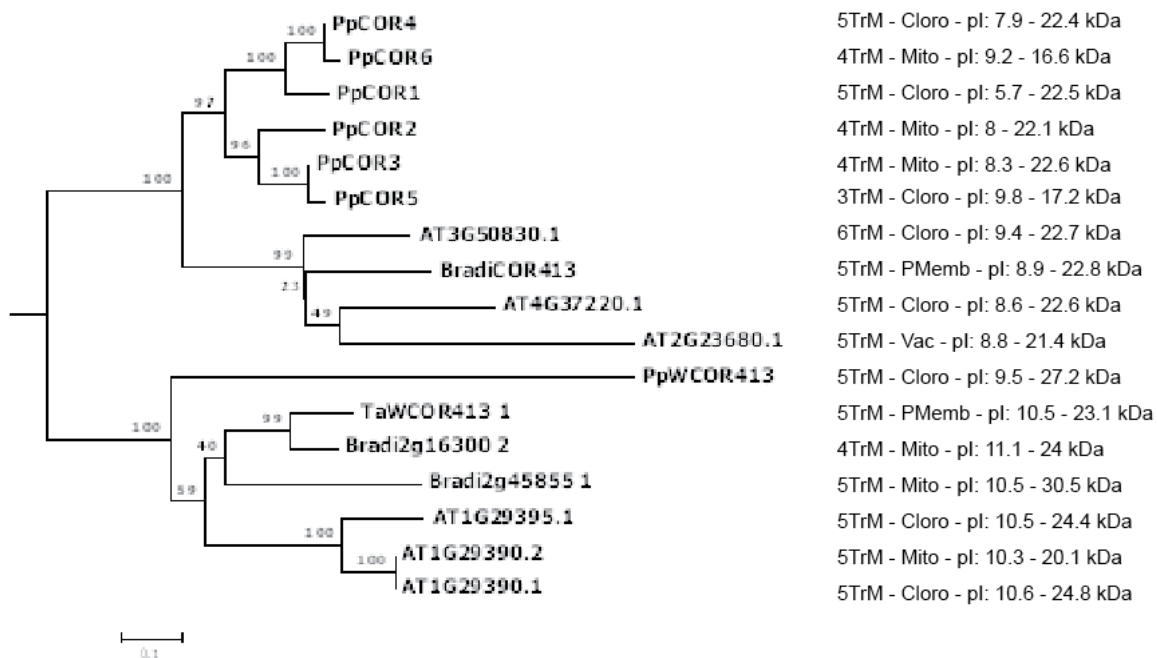 PpCOR4 5TrM - Cloro - pI: 7.9 - 22.4 kDa
100
PpCOR6 4TrM - Mito - pI: 9.2 - 16.6 kDa
100
PpCOR1 5TrM - Cloro - pI: 5.7 - 22.5 kDa
97
PpCOR2 4TrM - Mito - pI: 8 - 22.1 kDa
96
PpCOR3 4TrM - Mito - pI: 8.3 - 22.6 kDa
100
100
PpCOR5 3TrM - Cloro - pI: 9.8 - 17.2 kDa
AT3G50830.1 6TrM - Cloro - pI: 9.4 - 22.7 kDa
99
BradiCOR413 5TrM - PMemb - pI: 8.9 - 22.8 kDa
23
AT4G37220.1 5TrM - Cloro - pI: 8.6 - 22.6 kDa
49
AT2G23680.1 5TrM - Vac - pI: 8.8 - 21.4 kDa
PpWCOR413 5TrM - Cloro - pI: 9.5 - 27.2 kDa
TaWCOR413 1 5TrM - PMemb - pI: 10.5 - 23.1 kDa
99
100
Bradi2g16300 2 4TrM - Mito - pI: 11.1 - 24 kDa
40
Bradi2g45855 1 5TrM - Mito - pI: 10.5 - 30.5 kDa
59
AT1G29395.1 5TrM - Cloro - pI: 10.5 - 24.4 kDa
100
AT1G29390.2 5TrM - Mito - pI: 10.3 - 20.1 kDa
100
AT1G29390.1 5TrM - Cloro - pI: 10.6 - 24.8 kDa
0.1